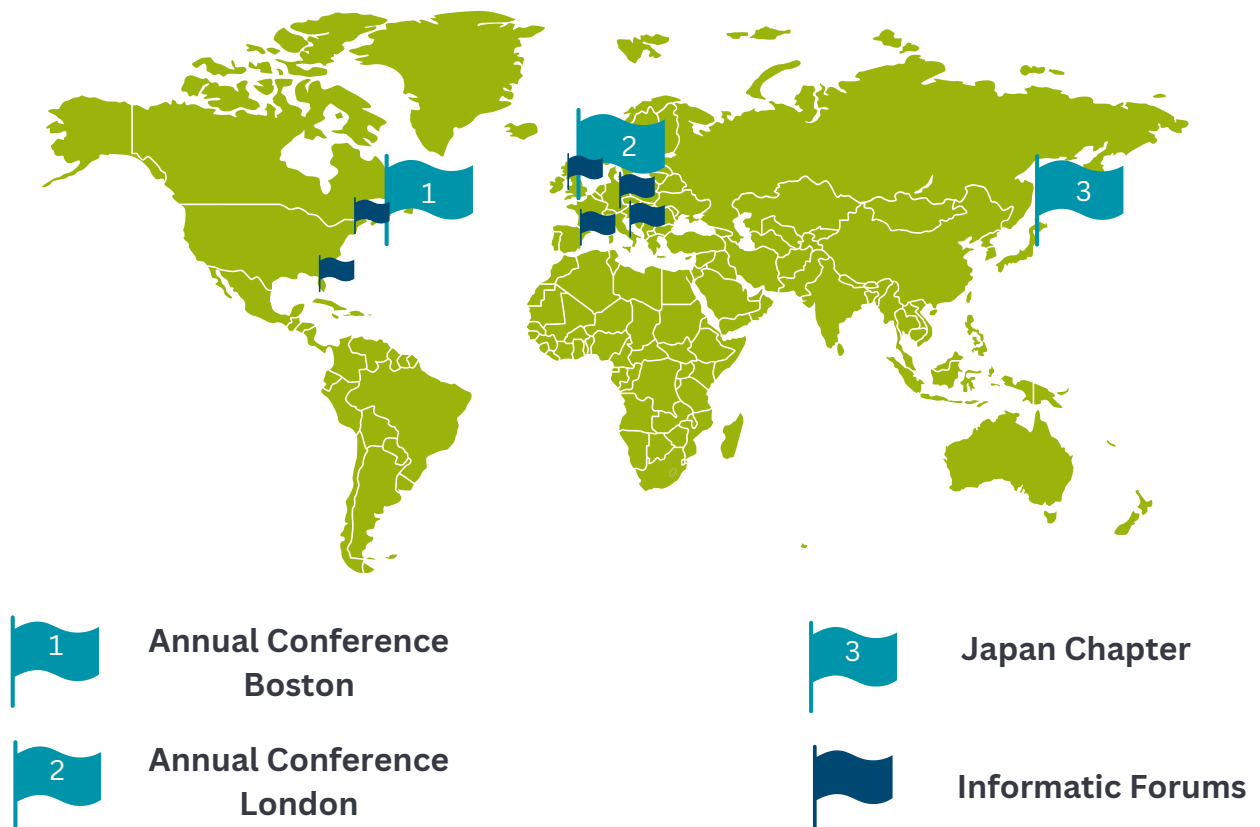 1
2
3
1
Annual Conference
Boston
3
Japan Chapter
2
Annual Conference
London
Informatic Forums